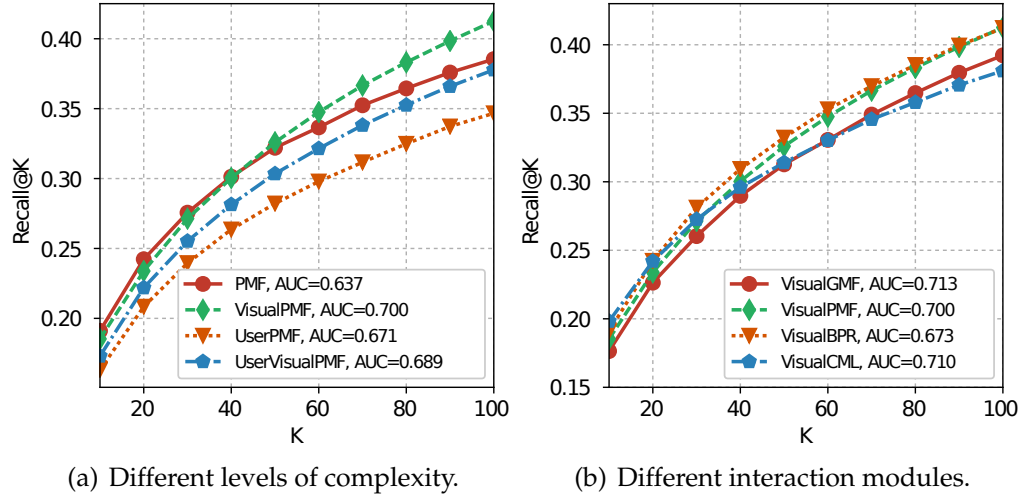 0.40
0.35
0.30
0.25
0.20
Recall@K
PMF, AUC=0.637
VisualPMF, AUC=0.700
UserPMF, AUC=0.671
UserVisualPMF, AUC=0.689
20 40 60 80 100
K
(a) Different levels of complexity.
0.40
0.35
0.30
0.25
0.20
0.15
Recall@K
VisualGMF, AUC=0.713
VisualPMF, AUC=0.700
VisualBPR, AUC=0.673
VisualCML, AUC=0.710
20 40 60 80 100
K
(b) Different interaction modules.